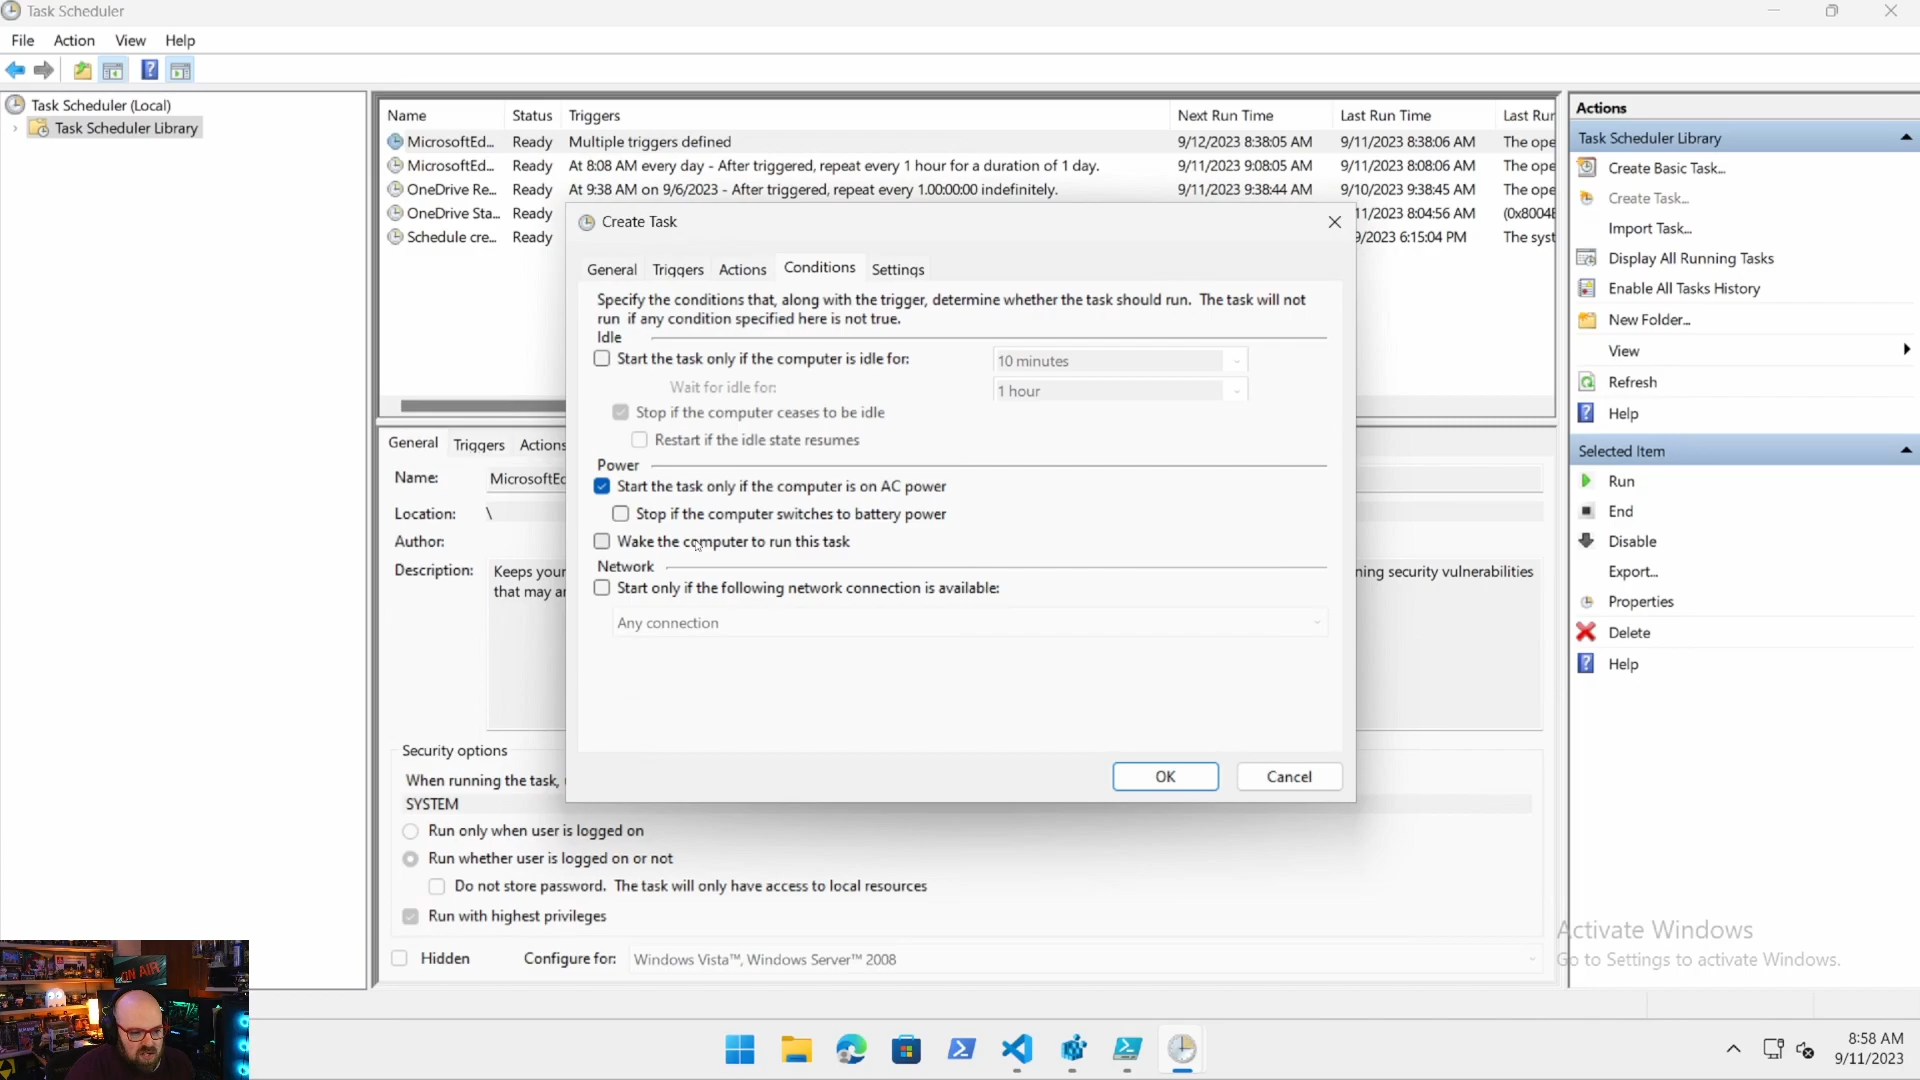 Task Scheduler
File Action View Help
Task Scheduler (Local)
Task Scheduler Library
Name Status Triggers Next Run Time Last Run Time Last Rur
MicrosoftEd... Ready Multiple triggers defined 9/12/2023 8:38:05 AM 9/11/2023 8:38:06 AM The ope
MicrosoftEd... Ready At 8:08 AM every day - After triggered, repeat every 1 hour for a duration of 1 day. 9/11/2023 9:08:05 AM 9/11/2023 8:08:06 AM The ope
OneDrive Re... Ready At 9:38 AM on 9/6/2023 - After triggered, repeat every 1.00:00:00 indefinitely. 9/11/2023 9:38:44 AM 9/10/2023 9:38:45 AM The ope
OneDrive Sta... Ready 11/2023 8:04:56 AM (0x8004E
Schedule cre... Ready 9/2023 6:15:04 PM The syst
Create Task
General Triggers Actions Conditions Settings
Specify the conditions that, along with the trigger, determine whether the task should run. The task will not
run if any condition specified here is not true.
Idle
Start the task only if the computer is idle for: 10 minutes
Wait for idle for: 1 hour
Stop if the computer ceases to be idle
Restart if the idle state resumes
Power
Start the task only if the computer is on AC power
Stop if the computer switches to battery power
Wake the computer to run this task
Network
Start only if the following network connection is available:
Any connection
OK Cancel
General Triggers Actions
Name: MicrosoftEd
Location: \
Author:
Description: Keeps your ning security vulnerabilities
that may ar
Security options
When running the task,
SYSTEM
Run only when user is logged on
Run whether user is logged on or not
Do not store password. The task will only have access to local resources
Run with highest privileges
Hidden Configure for: Windows Vista™, Windows Server™ 2008
Actions
Task Scheduler Library
Create Basic Task...
Create Task...
Import Task...
Display All Running Tasks
Enable All Tasks History
New Folder...
View
Refresh
Help
Selected Item
Run
End
Disable
Export...
Properties
Delete
Help
Activate Windows
Go to Settings to activate Windows.
ON AIR
8:58 AM
9/11/2023